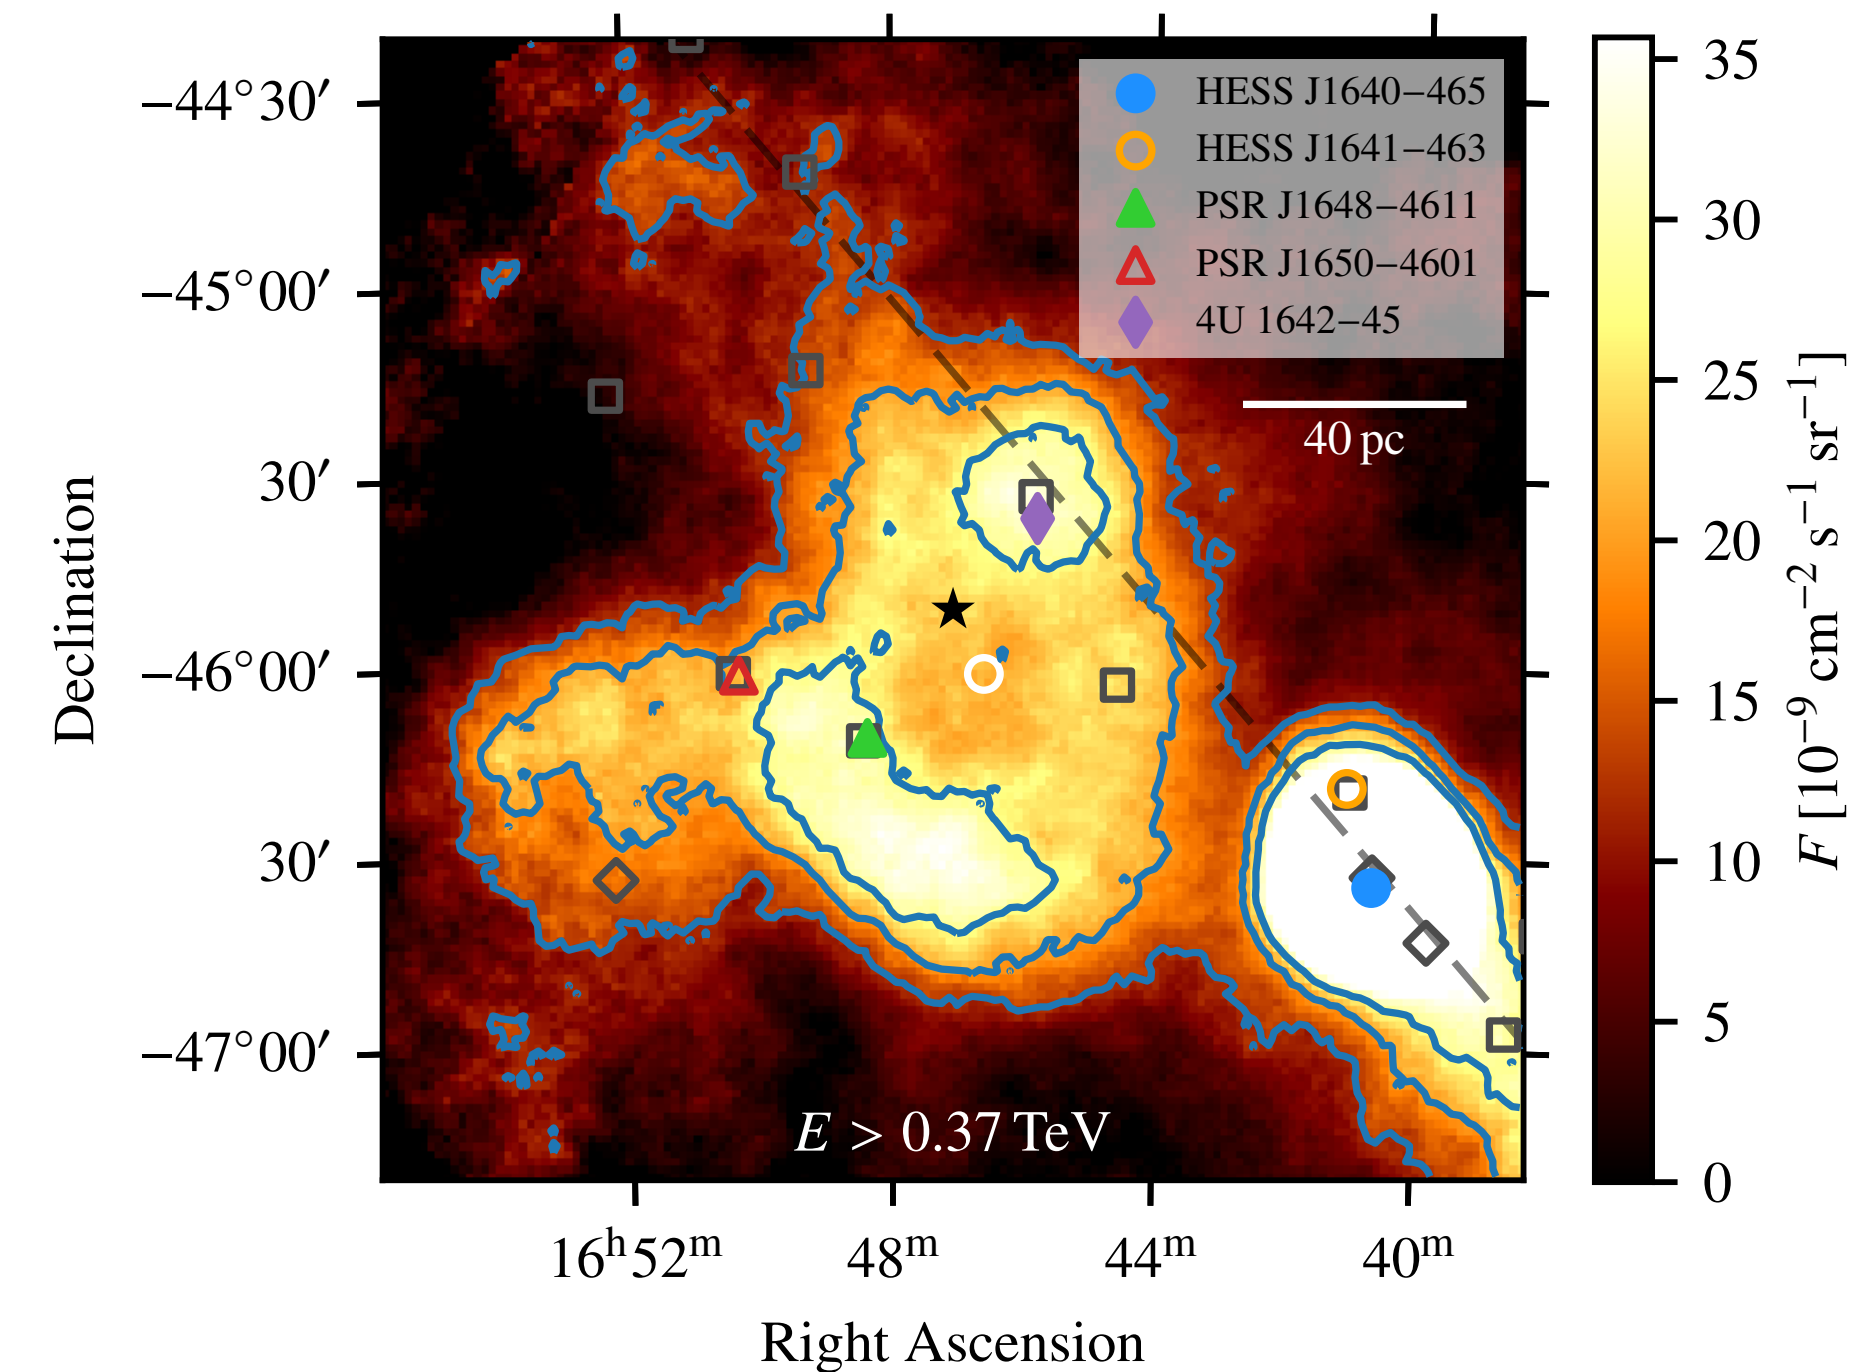 HESS J1640−465
HESS J1641−463
PSR J1648−4611
PSR J1650−4601
4U 1642−45
40 pc
E > 0.37 TeV
−44°30′
−45°00′
30′
−46°00′
30′
−47°00′
Declination
16ʰ52ᵐ 48ᵐ 44ᵐ 40ᵐ
Right Ascension
35
30
25
20
15
10
5
0
F [10⁻⁹ cm⁻² s⁻¹ sr⁻¹]